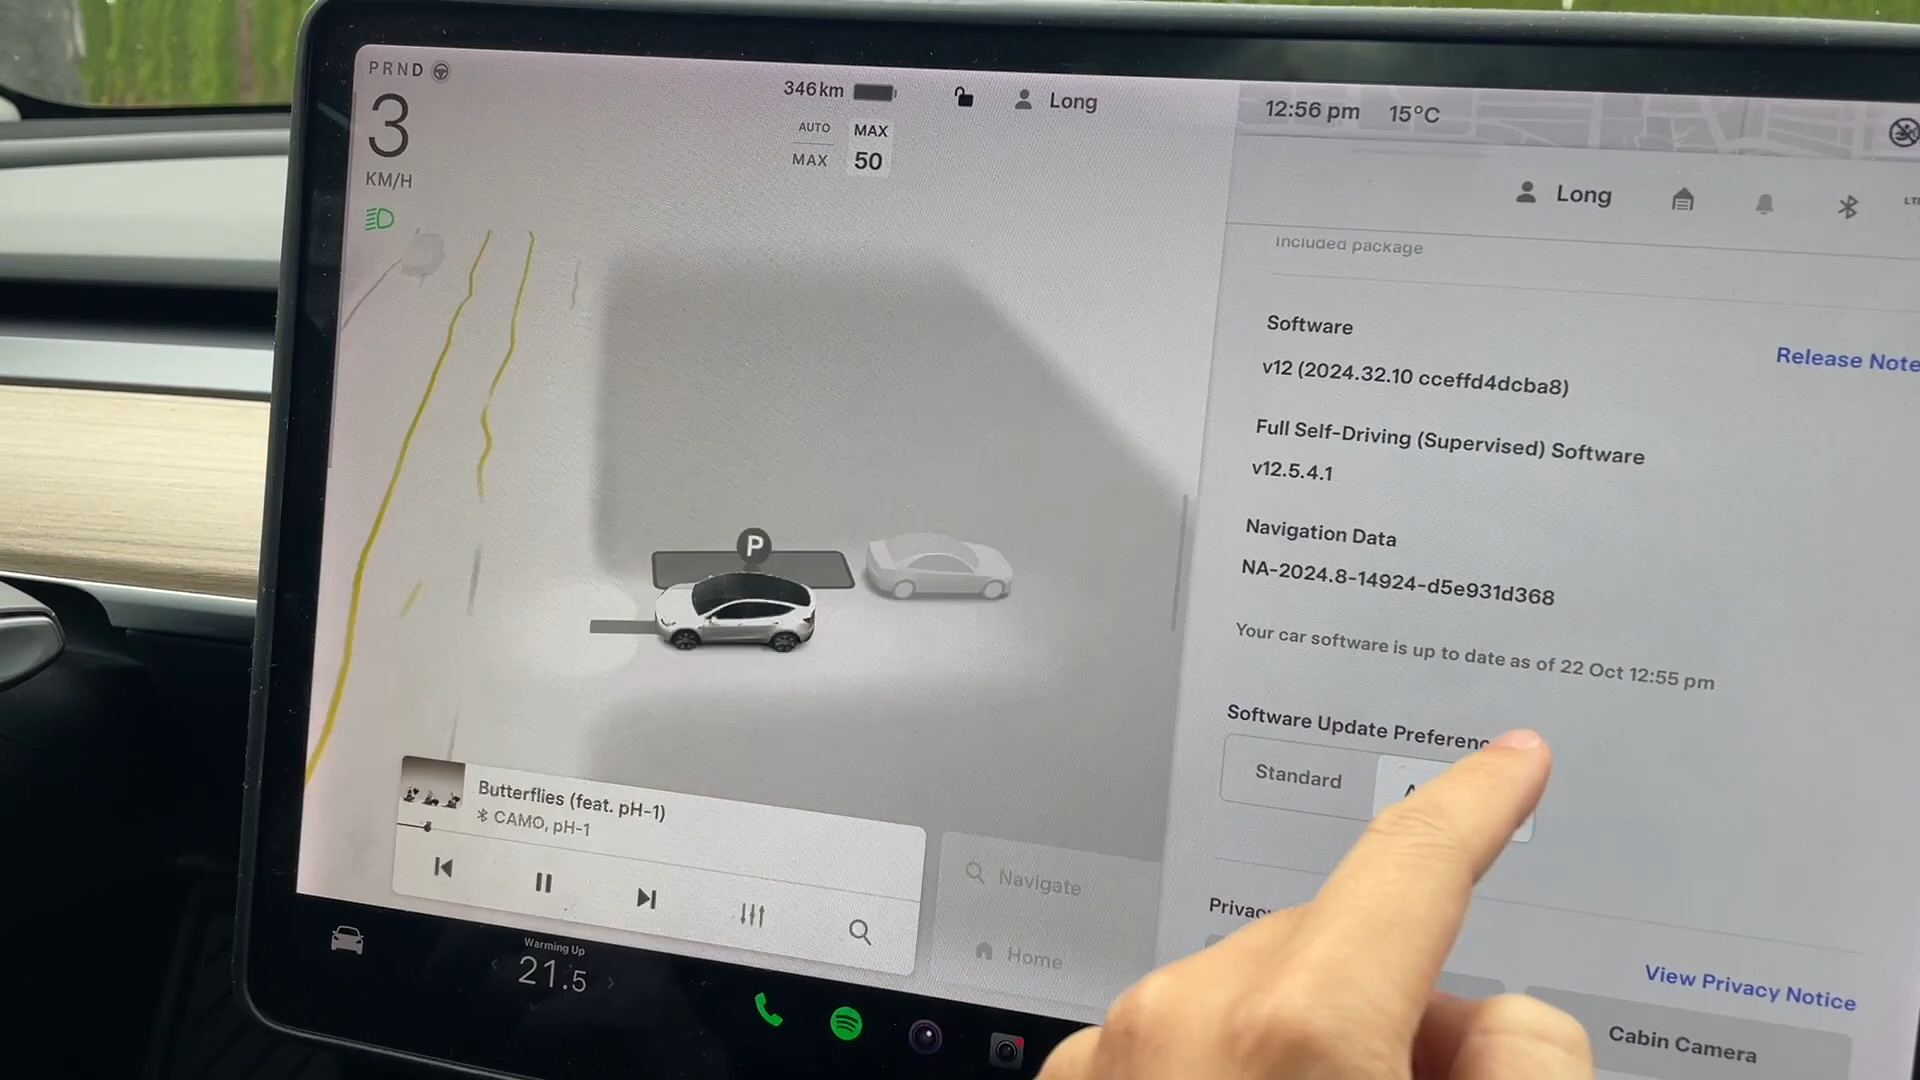 PRND
3
KM/H
346 km
Long
AUTO
MAX
MAX
50
12:56 pm
15°C
Long
Included package
Software
v12 (2024.32.10 cceffd4dcba8)
Release Note
Full Self-Driving (Supervised) Software
v12.5.4.1
Navigation Data
NA-2024.8-14924-d5e931d368
Your car software is up to date as of 22 Oct 12:55 pm
Software Update Preferenc
Standard
A
P
Butterflies (feat. pH-1)
CAMO, pH-1
Navigate
Home
Privac
View Privacy Notice
Cabin Camera
Warming Up
21.5